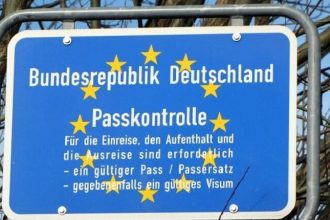 Bundesrepublik Deutschland
Passkontrolle
Für die Einreise, den Aufenthalt und
die Ausreise sind erforderlich
- ein gültiger Pass / Passersatz
- gegebenenfalls ein gültiges Visum